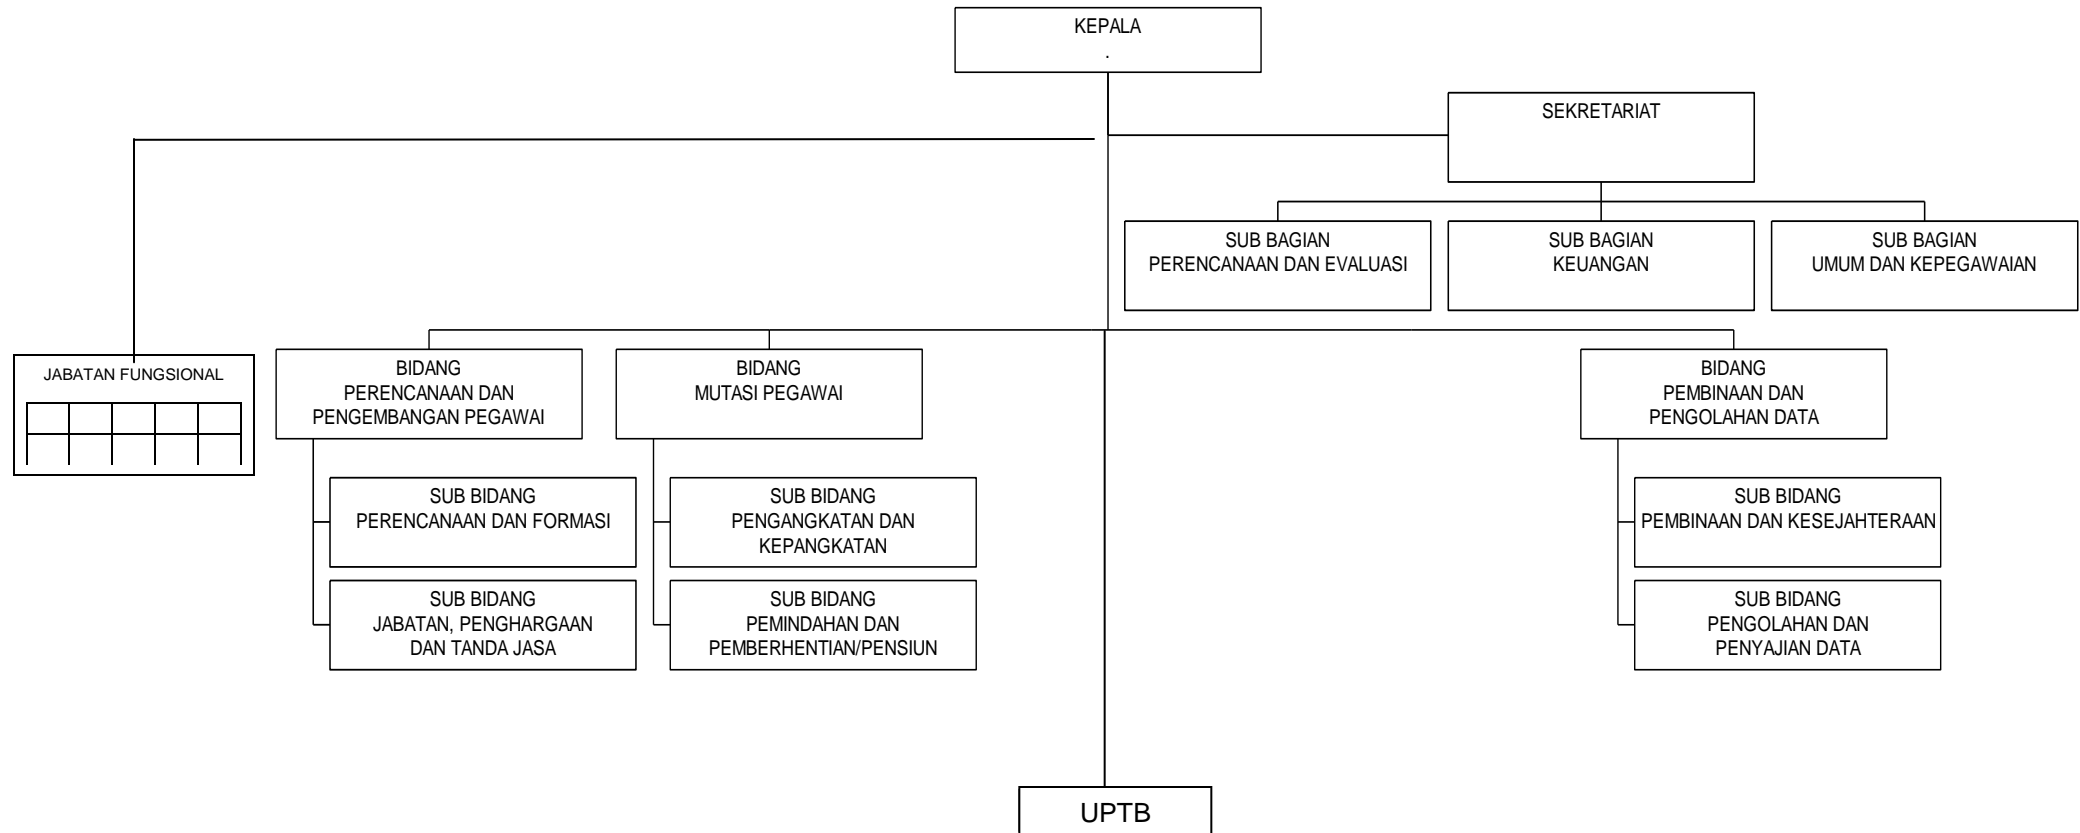 KEPALA
.
SEKRETARIAT
SUB BAGIAN
PERENCANAAN DAN EVALUASI
SUB BAGIAN
KEUANGAN
SUB BAGIAN
UMUM DAN KEPEGAWAIAN
JABATAN FUNGSIONAL
BIDANG
PERENCANAAN DAN
PENGEMBANGAN PEGAWAI
BIDANG
MUTASI PEGAWAI
BIDANG
PEMBINAAN DAN
PENGOLAHAN DATA
SUB BIDANG
PERENCANAAN DAN FORMASI
SUB BIDANG
PENGANGKATAN DAN
KEPANGKATAN
SUB BIDANG
PEMBINAAN DAN KESEJAHTERAAN
SUB BIDANG
JABATAN, PENGHARGAAN
DAN TANDA JASA
SUB BIDANG
PEMINDAHAN DAN
PEMBERHENTIAN/PENSIUN
SUB BIDANG
PENGOLAHAN DAN
PENYAJIAN DATA
UPTB